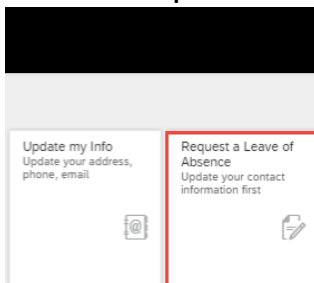 Update my Info
Update your address,
phone, email
Request a Leave of
Absence
Update your contact
information first